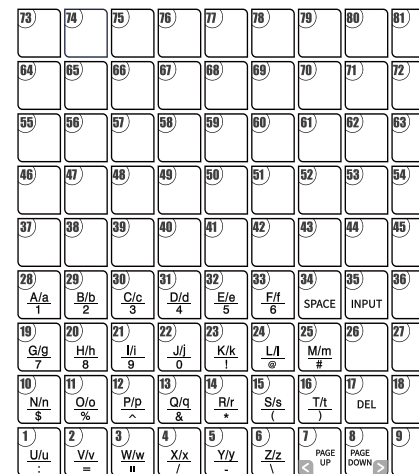 73 74 75 76 77 78 79 80 81
64 65 66 67 68 69 70 71 72
55 56 57 58 59 60 61 62 63
46 47 48 49 50 51 52 53 54
37 38 39 40 41 42 43 44 45
28 29 30 31 32 33 34 35 36
A/a B/b C/c D/d E/e F/f SPACE INPUT
1 2 3 4 5 6
19 20 21 22 23 24 25 26 27
G/g H/h I/i J/j K/k L/l M/m
7 8 9 0 ! @ #
10 11 12 13 14 15 16 17 18
N/n O/o P/p Q/q R/r S/s T/t DEL
$ % ^ & * ( )
1 2 3 4 5 6 7 8 9
U/u V/v W/w X/x Y/y Z/z PAGE UP PAGE DOWN
: = " / - \ < >